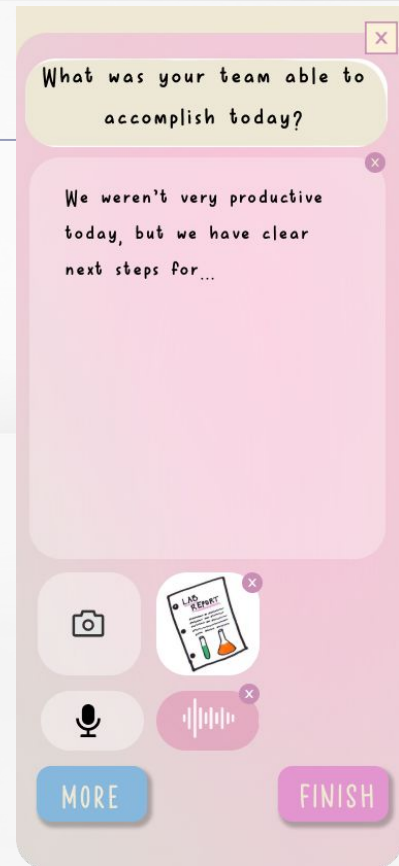 What was your team able to
accomplish today?
We weren't very productive
today, but we have clear
next steps for...
LAB
REPORT
MORE
FINISH